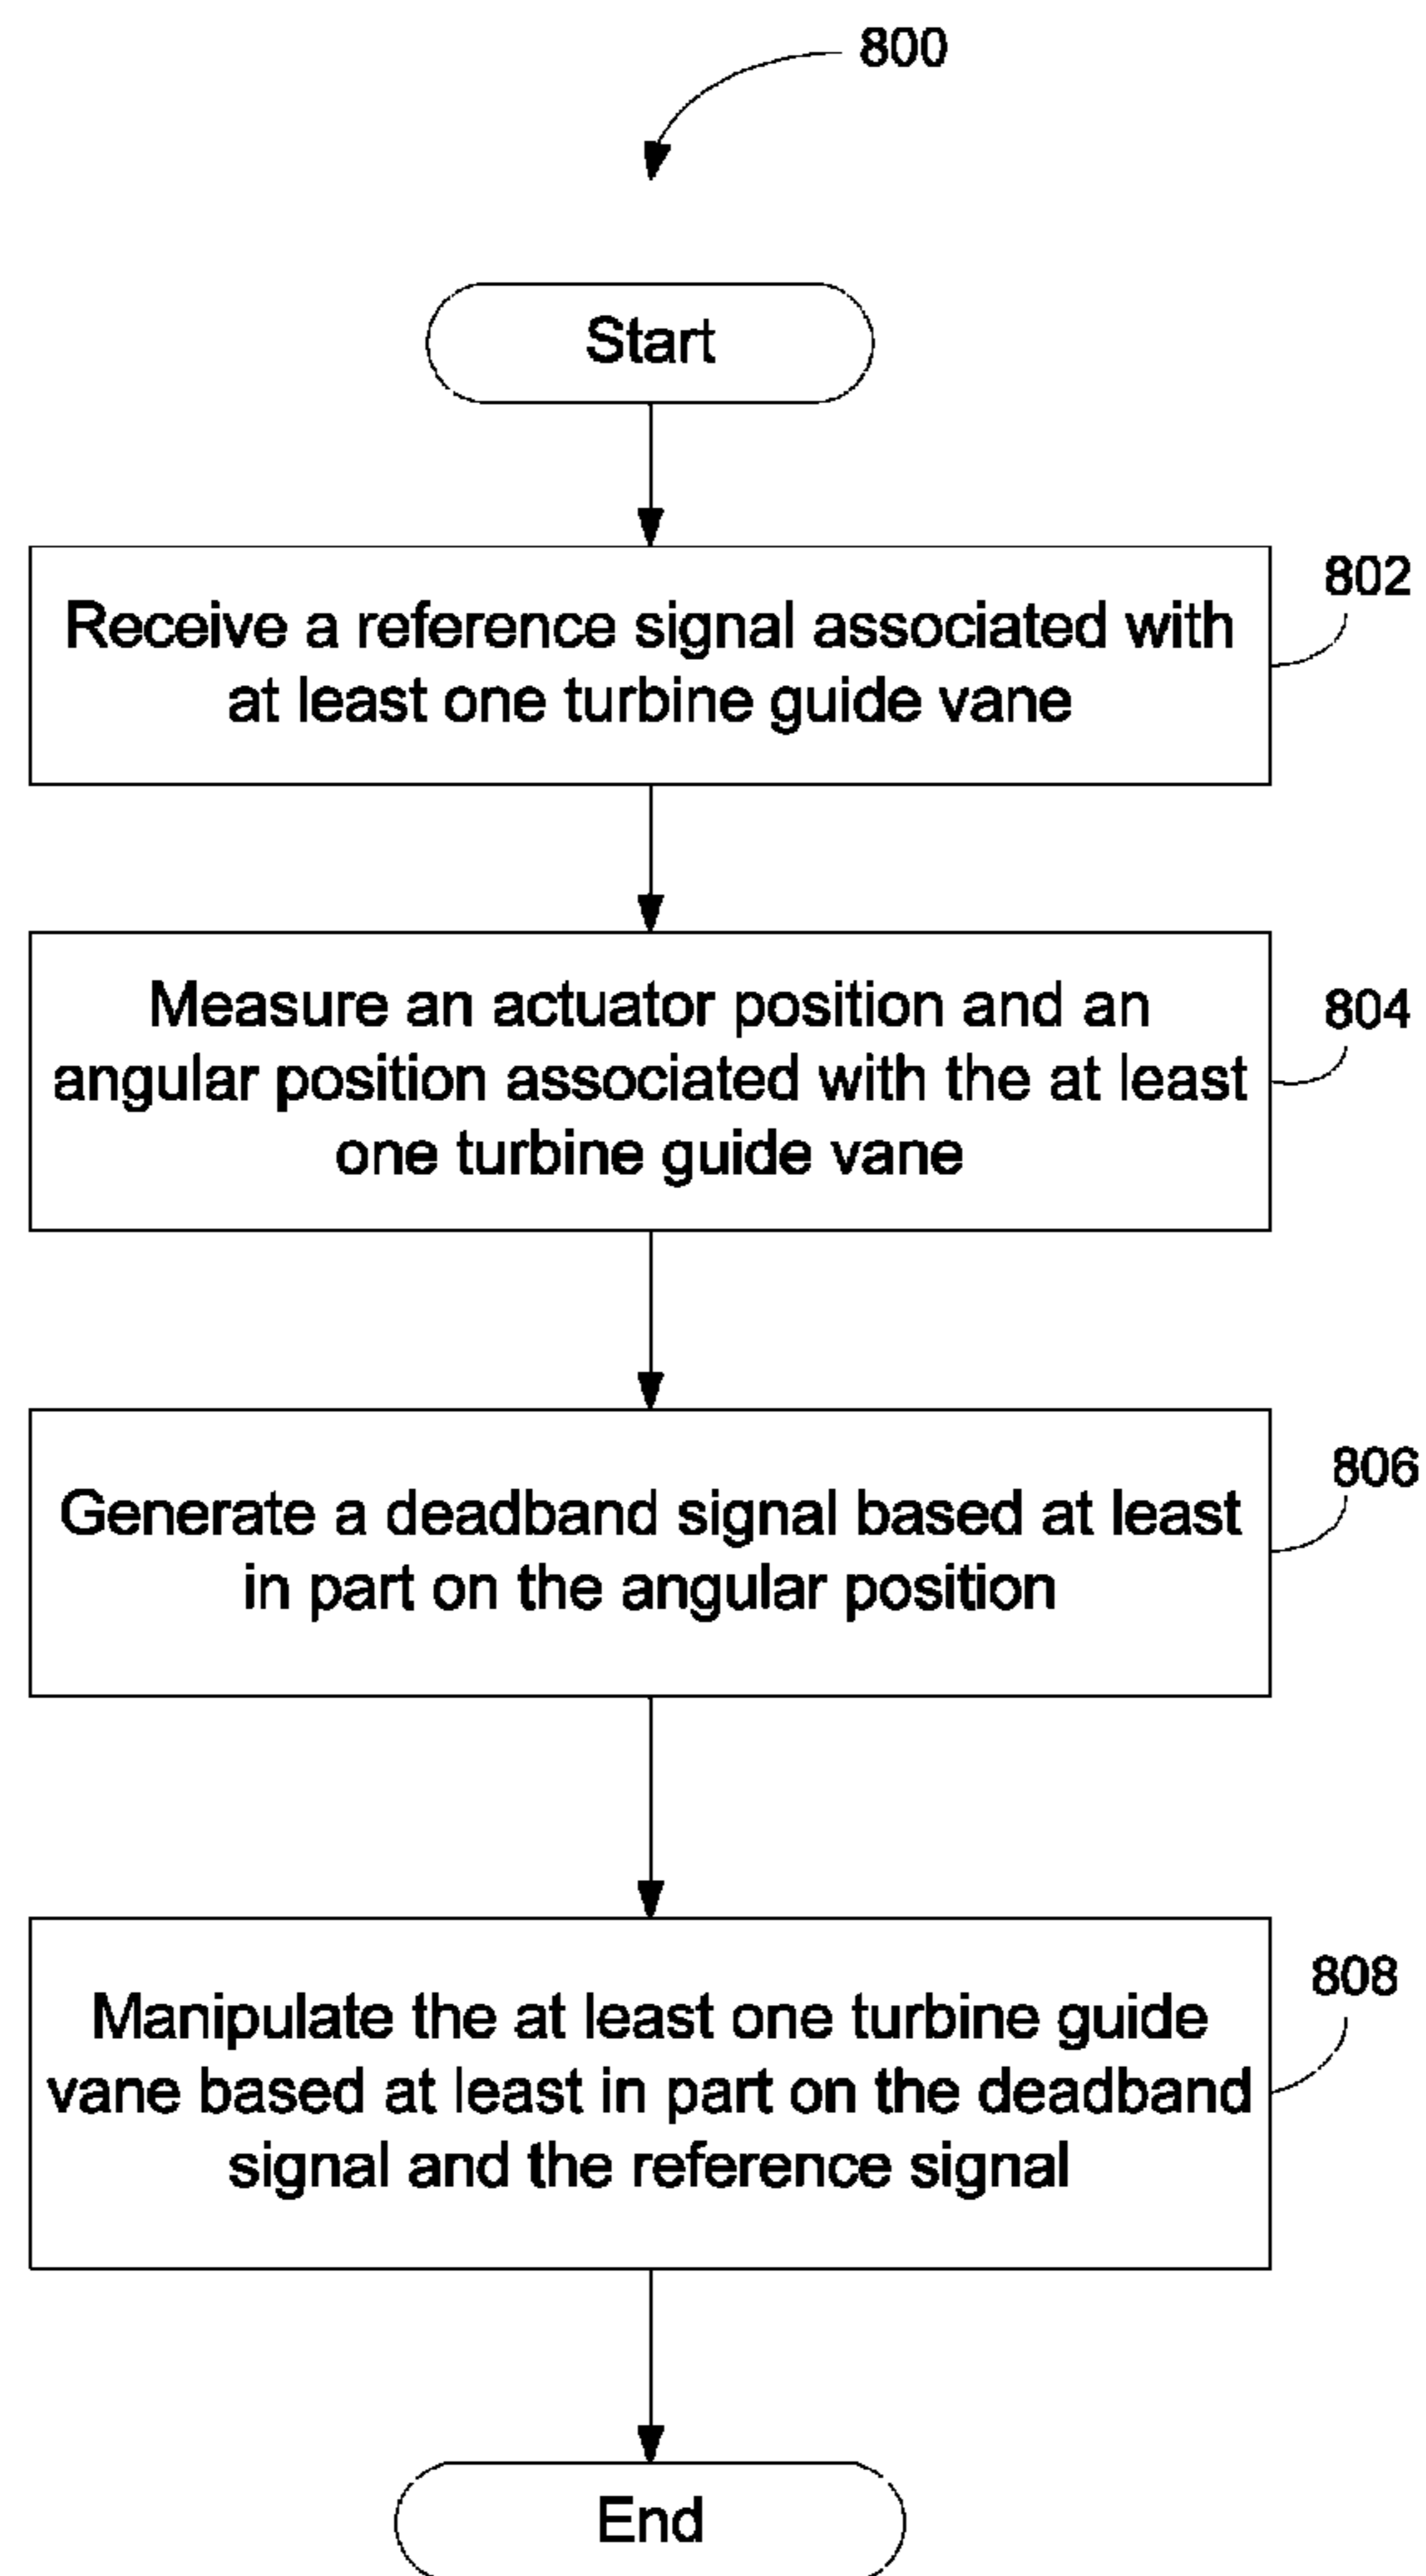 800
Start
802
Receive a reference signal associated with
at least one turbine guide vane
804
Measure an actuator position and an
angular position associated with the at least
one turbine guide vane
806
Generate a deadband signal based at least
in part on the angular position
808
Manipulate the at least one turbine guide
vane based at least in part on the deadband
signal and the reference signal
End